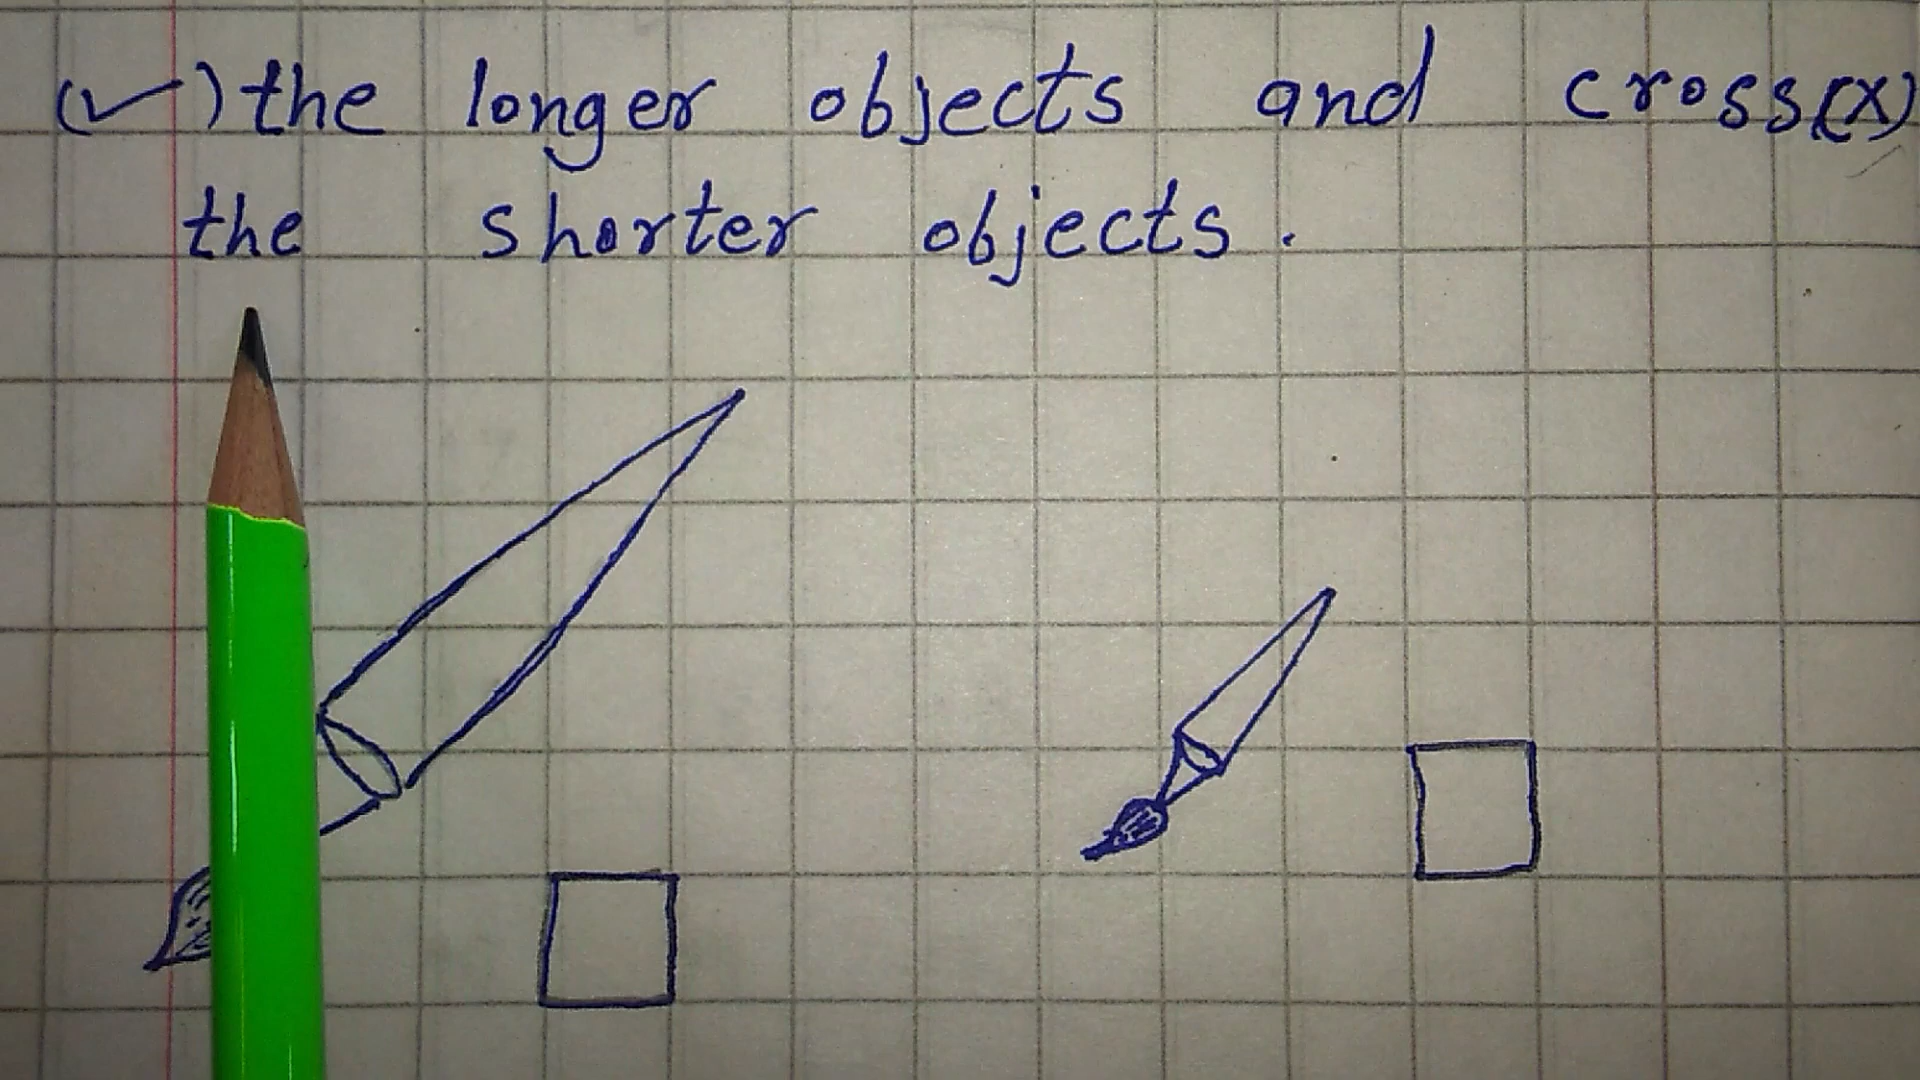 (✓) the longer objects and cross(X)
the shorter objects.